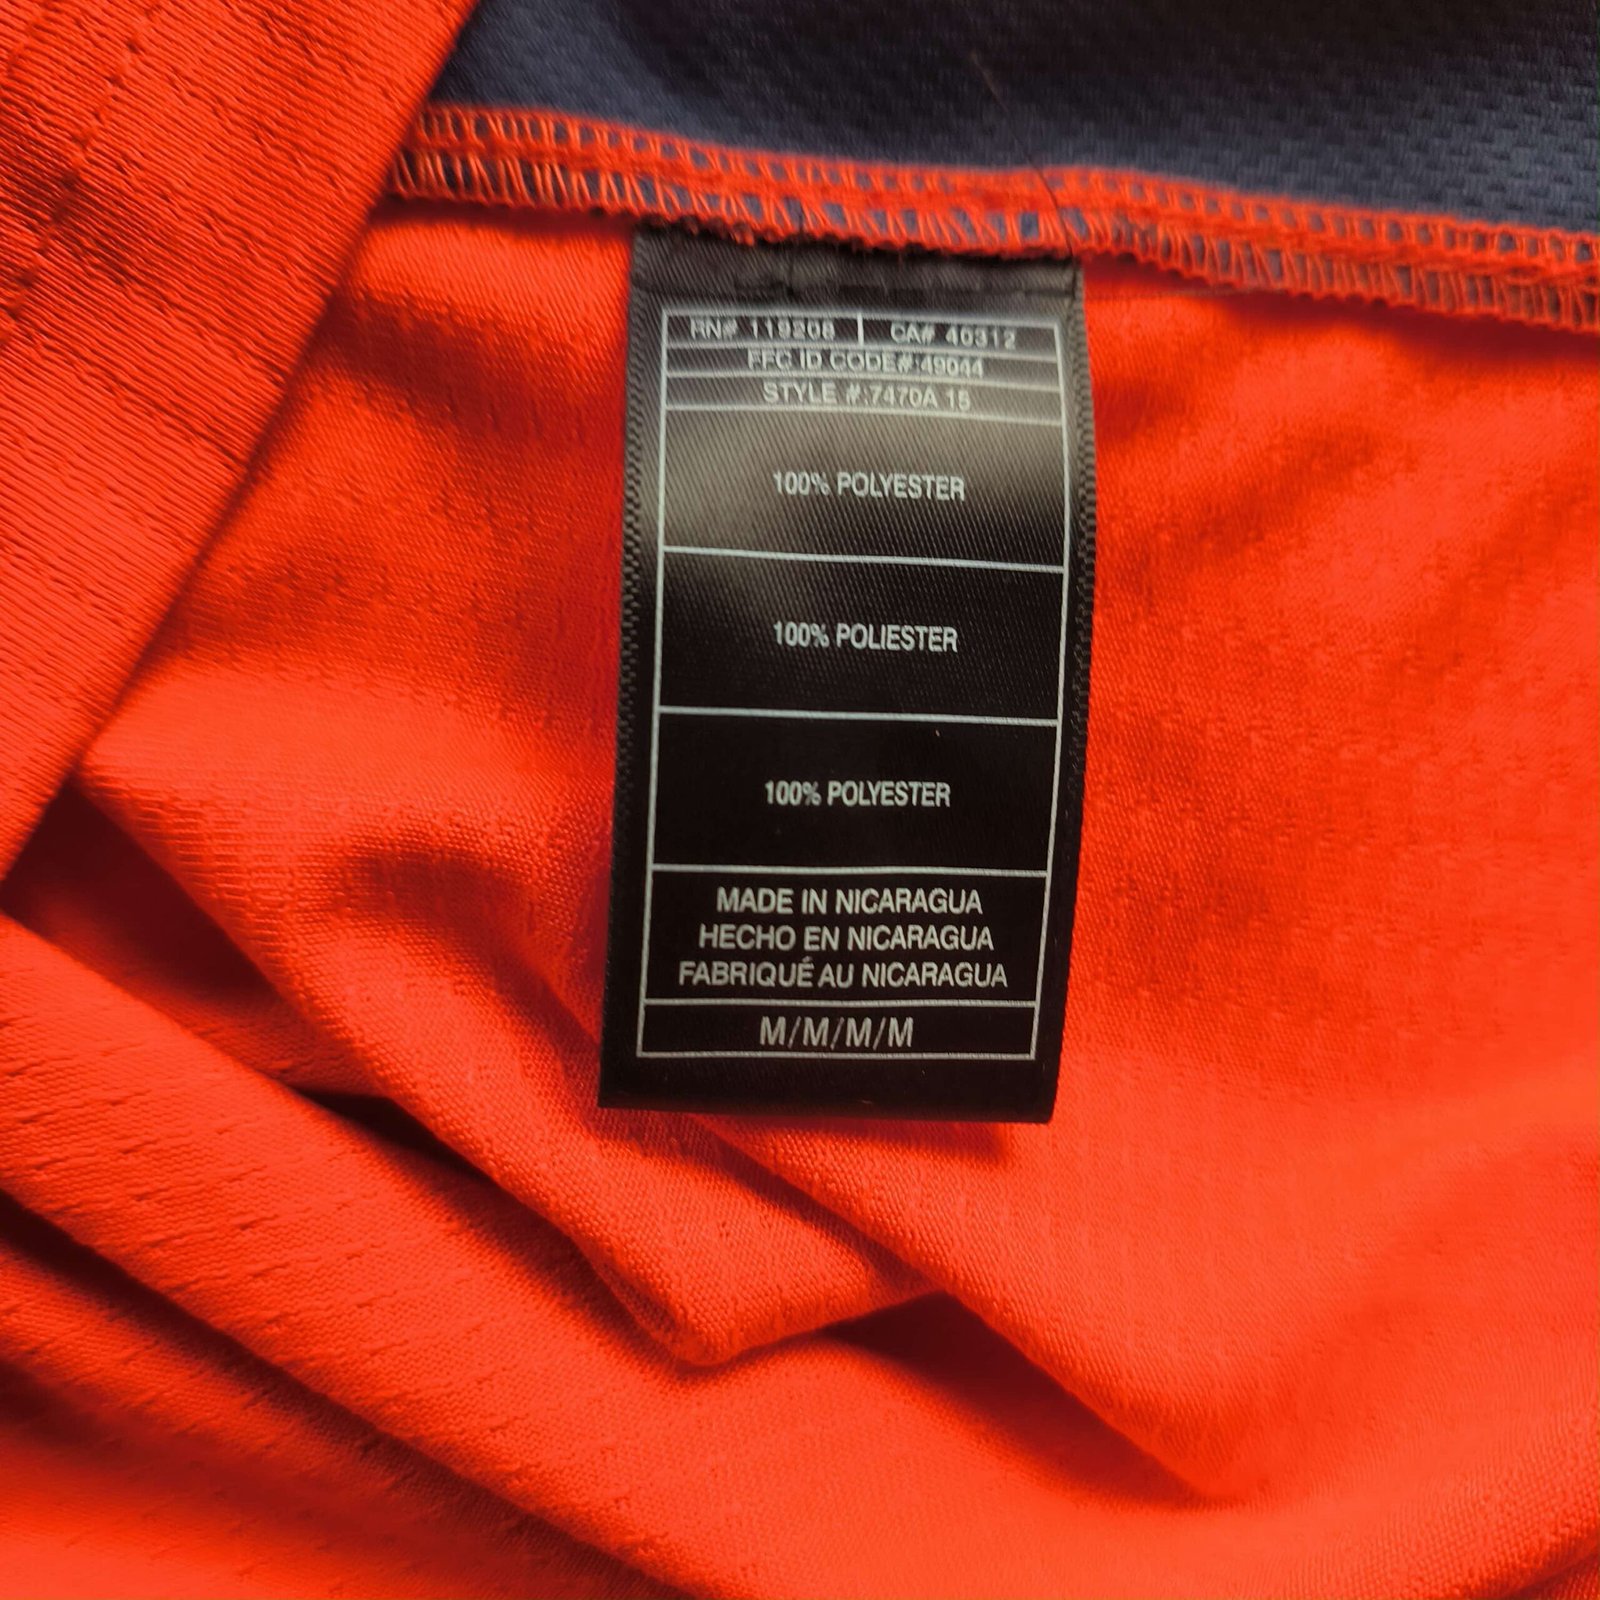 RN# 119208 | CA# 40312
FFC ID CODE#:49044
STYLE #:7470A 15
100% POLYESTER
100% POLIESTER
100% POLYESTER
MADE IN NICARAGUA
HECHO EN NICARAGUA
FABRIQUÉ AU NICARAGUA
M/M/M/M